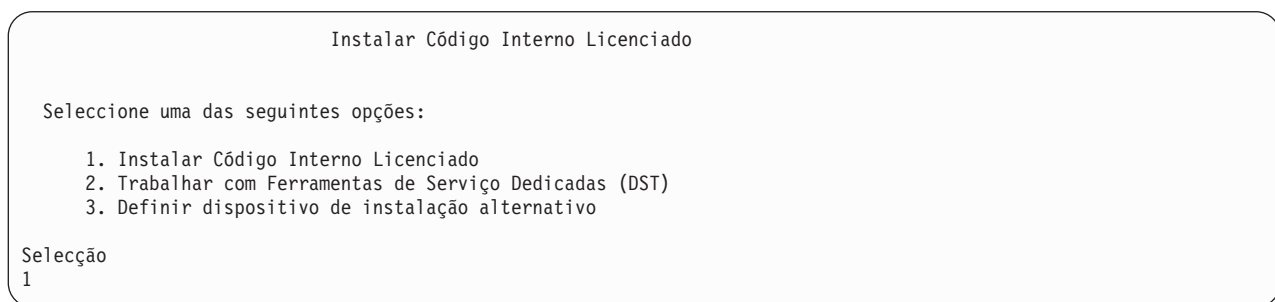 Instalar Código Interno Licenciado
Seleccione uma das seguintes opções:
1. Instalar Código Interno Licenciado
2. Trabalhar com Ferramentas de Serviço Dedicadas (DST)
3. Definir dispositivo de instalação alternativo
Selecção
1